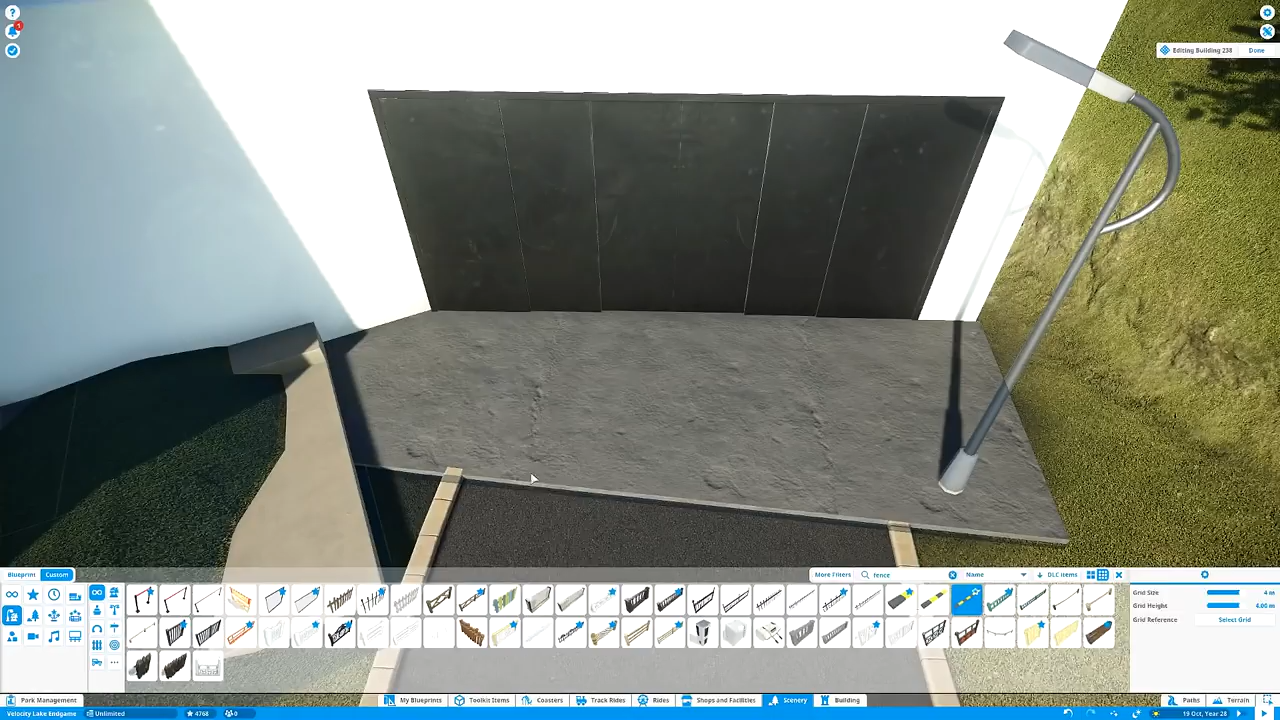 ?
1
Editing Building 238 Done
Blueprint Custom
More Filters fence Name DLC Items
Grid Size 4 m
Grid Height 4.00 m
Grid Reference Select Grid
Park Management
My Blueprints Toolkit Items Coasters Track Rides Rides Shops and Facilities Scenery Building Paths Terrain
Velocity Lake Endgame Unlimited 4768 0 19 Oct, Year 28